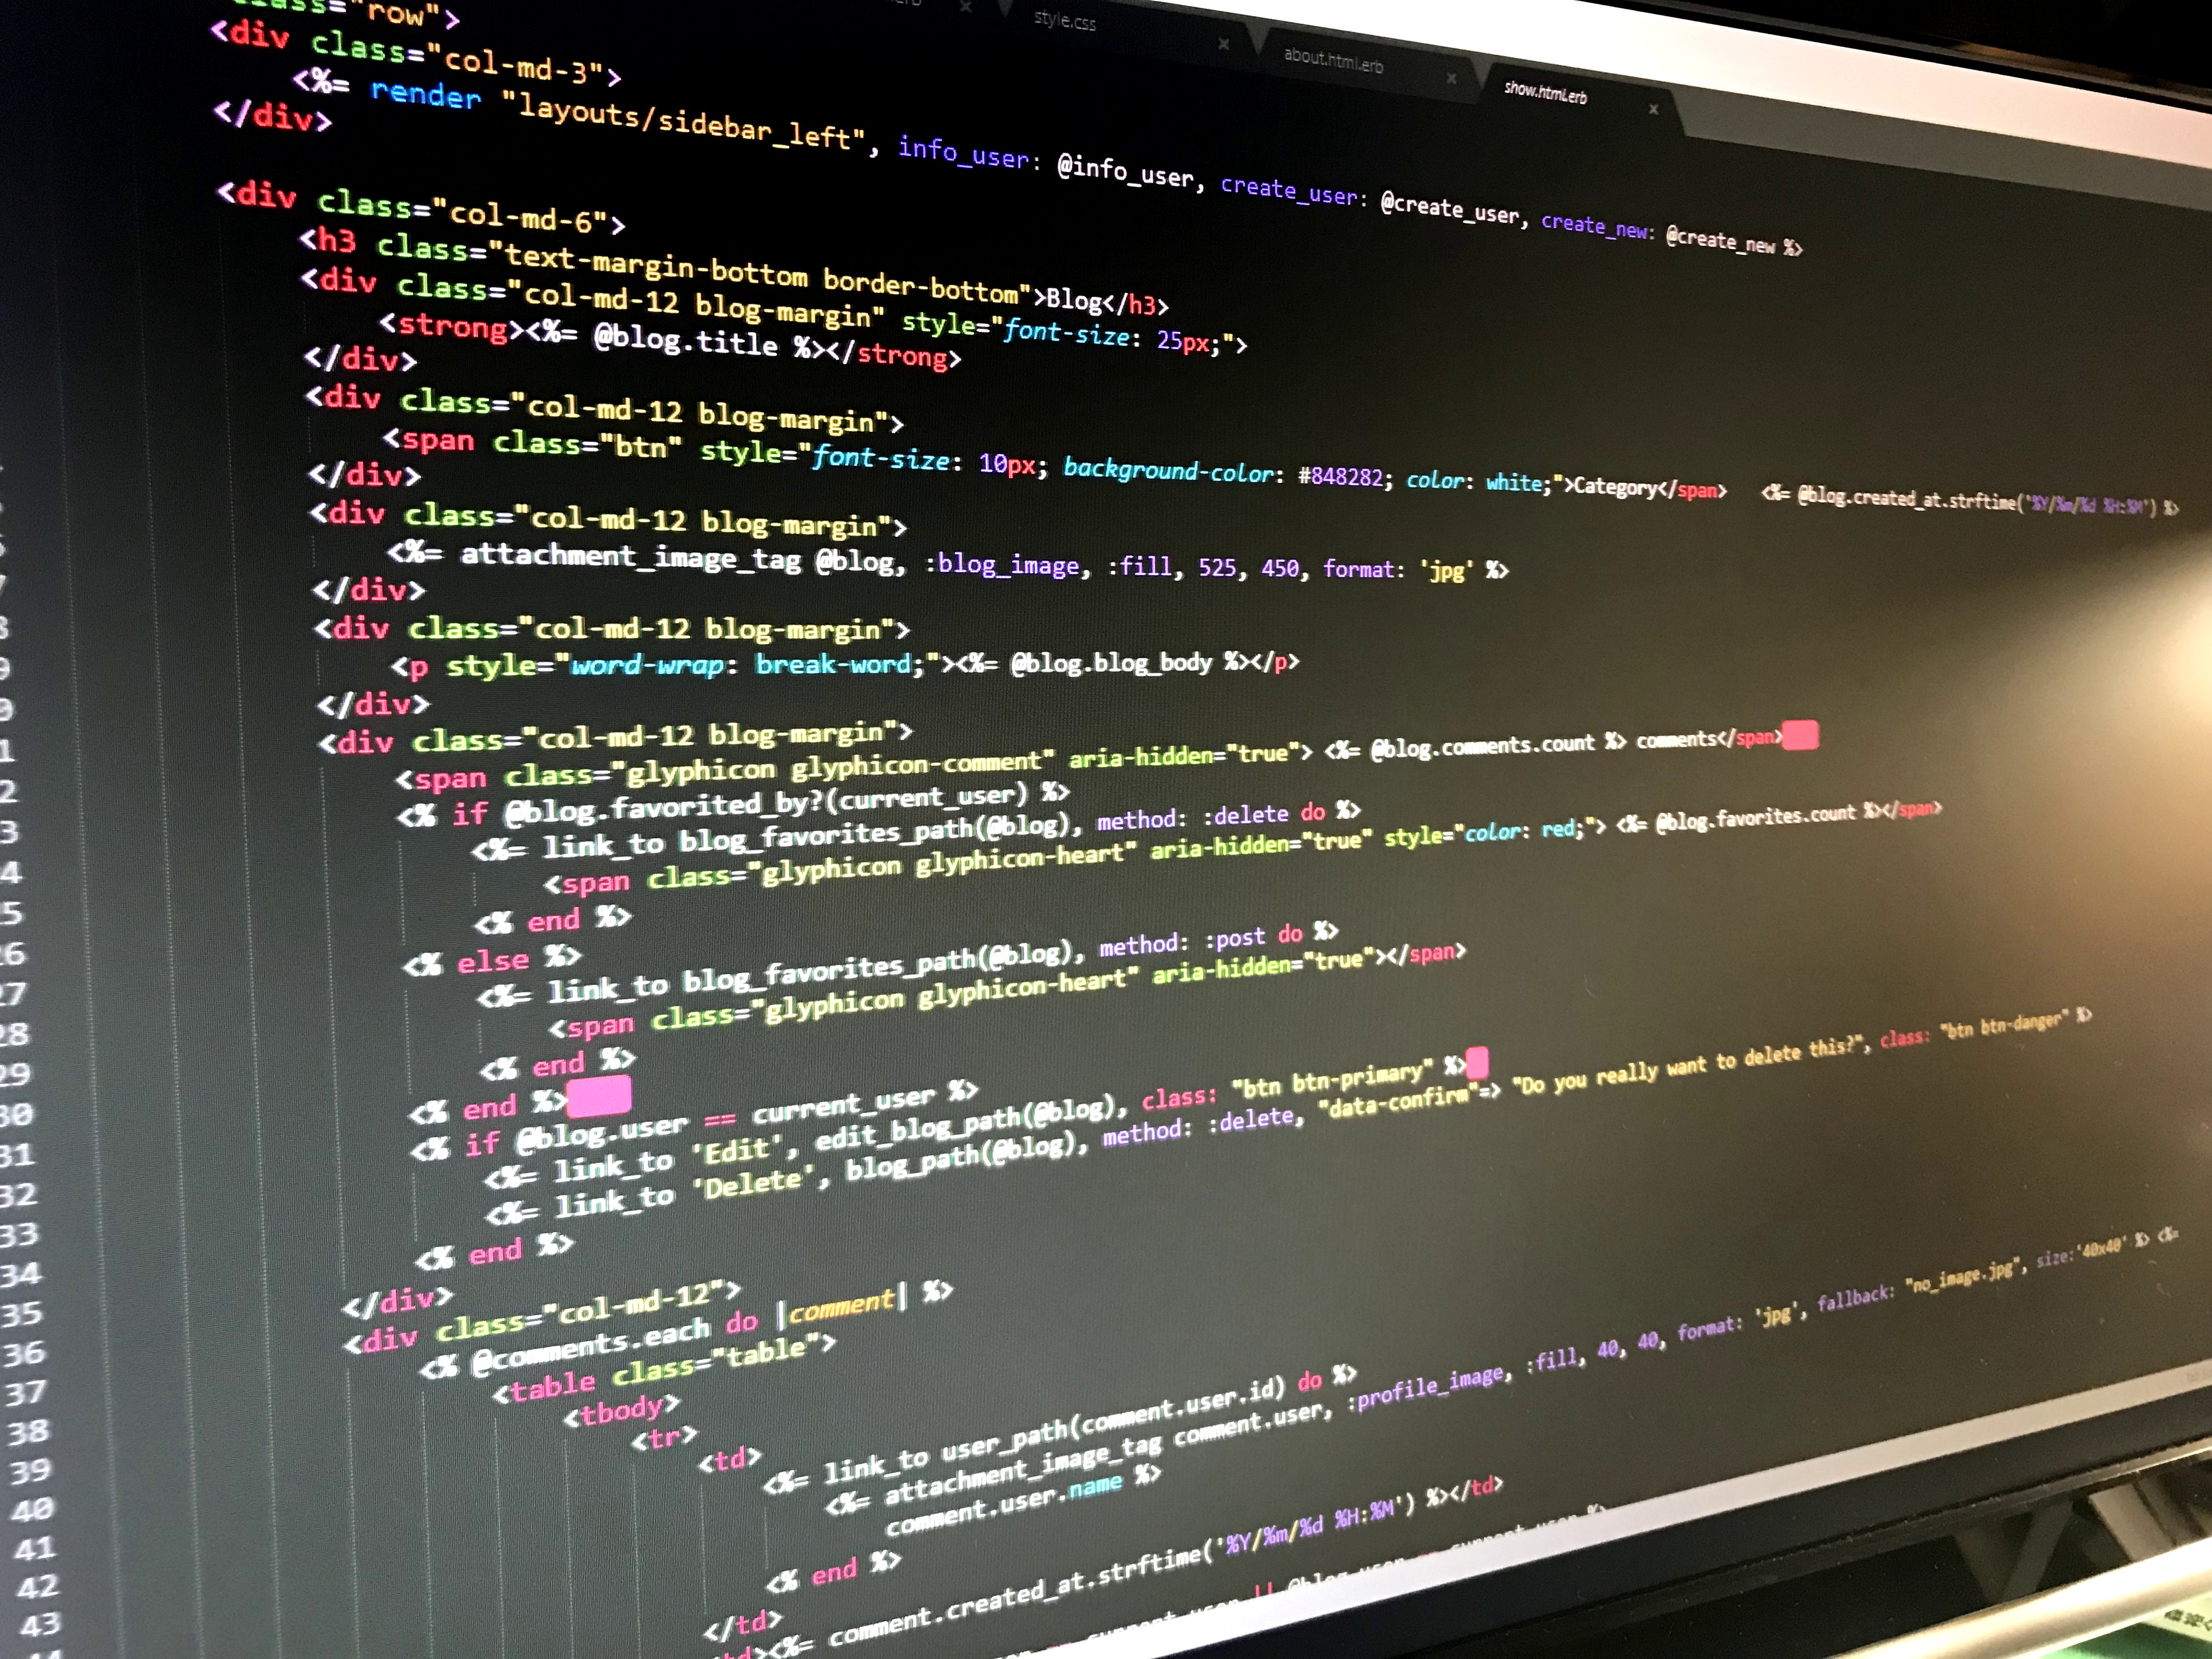 style.css ×
about.html.erb ×
show.html.erb ×
class="row">
<div class="col-md-3">
<%= render "layouts/sidebar_left", info_user: @info_user, create_user: @create_user, create_new: @create_new %>
</div>
<div class="col-md-6">
<h3 class="text-margin-bottom border-bottom">Blog</h3>
<div class="col-md-12 blog-margin" style="font-size: 25px;">
<strong><%= @blog.title %></strong>
</div>
<div class="col-md-12 blog-margin">
<span class="btn" style="font-size: 10px; background-color: #848282; color: white;">Category</span> <%= @blog.created_at.strftime('%Y/%m/%d %H:%M') %>
</div>
<div class="col-md-12 blog-margin">
<%= attachment_image_tag @blog, :blog_image, :fill, 525, 450, format: 'jpg' %>
</div>
<div class="col-md-12 blog-margin">
<p style="word-wrap: break-word;"><%= @blog.blog_body %></p>
</div>
<div class="col-md-12 blog-margin">
<span class="glyphicon glyphicon-comment" aria-hidden="true"> <%= @blog.comments.count %> comments</span>
<% if @blog.favorited_by?(current_user) %>
<%= link_to blog_favorites_path(@blog), method: :delete do %>
<span class="glyphicon glyphicon-heart" aria-hidden="true" style="color: red;"> <%= @blog.favorites.count %></span>
<% end %>
26 <% else %>
27 <%= link_to blog_favorites_path(@blog), method: :post do %>
28 <span class="glyphicon glyphicon-heart" aria-hidden="true"></span>
29 <% end %>
30 <% end %>
31 <% if @blog.user == current_user %>
32 <%= link_to 'Edit', edit_blog_path(@blog), class: "btn btn-primary" %>
33 <%= link_to 'Delete', blog_path(@blog), method: :delete, "data-confirm"=> "Do you really want to delete this?", class: "btn btn-danger" %>
34 <% end %>
35 </div>
36 <div class="col-md-12">
37 <% @comments.each do |comment| %>
38 <table class="table">
39 <tbody>
40 <tr>
41 <td>
42 <%= link_to user_path(comment.user.id) do %>
43 <%= attachment_image_tag comment.user, :profile_image, :fill, 40, 40, format: 'jpg', fallback: "no_image.jpg", size:'40x40' %> <%=
comment.user.name %>
<% end %>
</td>
<%= comment.created_at.strftime('%Y/%m/%d %H:%M') %></td>